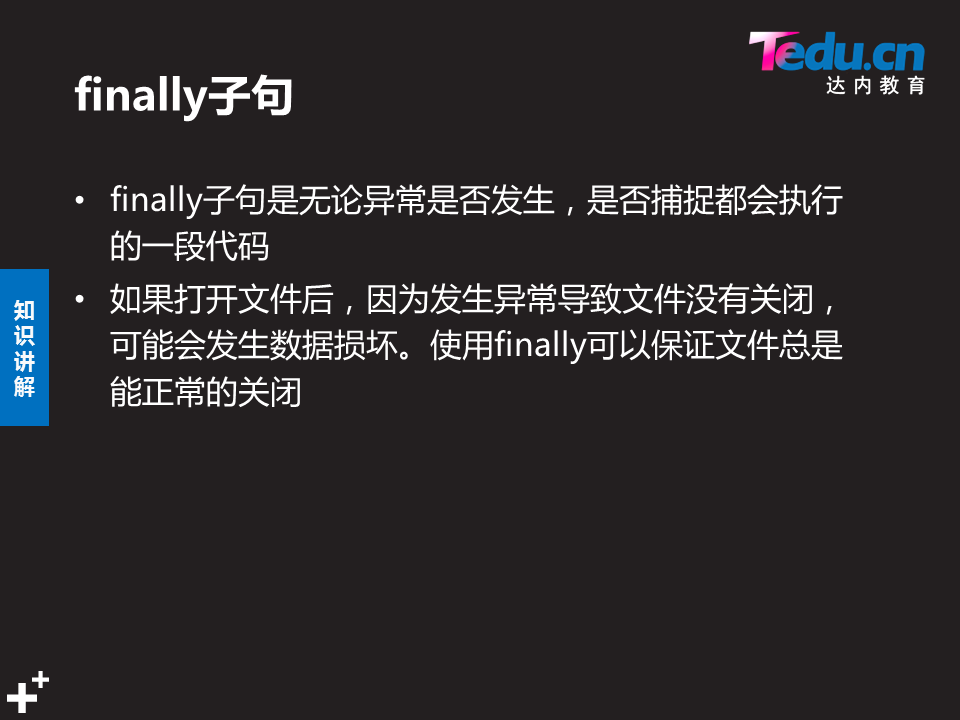 Tedu.cn
达内教育
finally子句
• finally子句是无论异常是否发生，是否捕捉都会执行
的一段代码
• 如果打开文件后，因为发生异常导致文件没有关闭，
可能会发生数据损坏。使用finally可以保证文件总是
能正常的关闭
知
识
讲
解